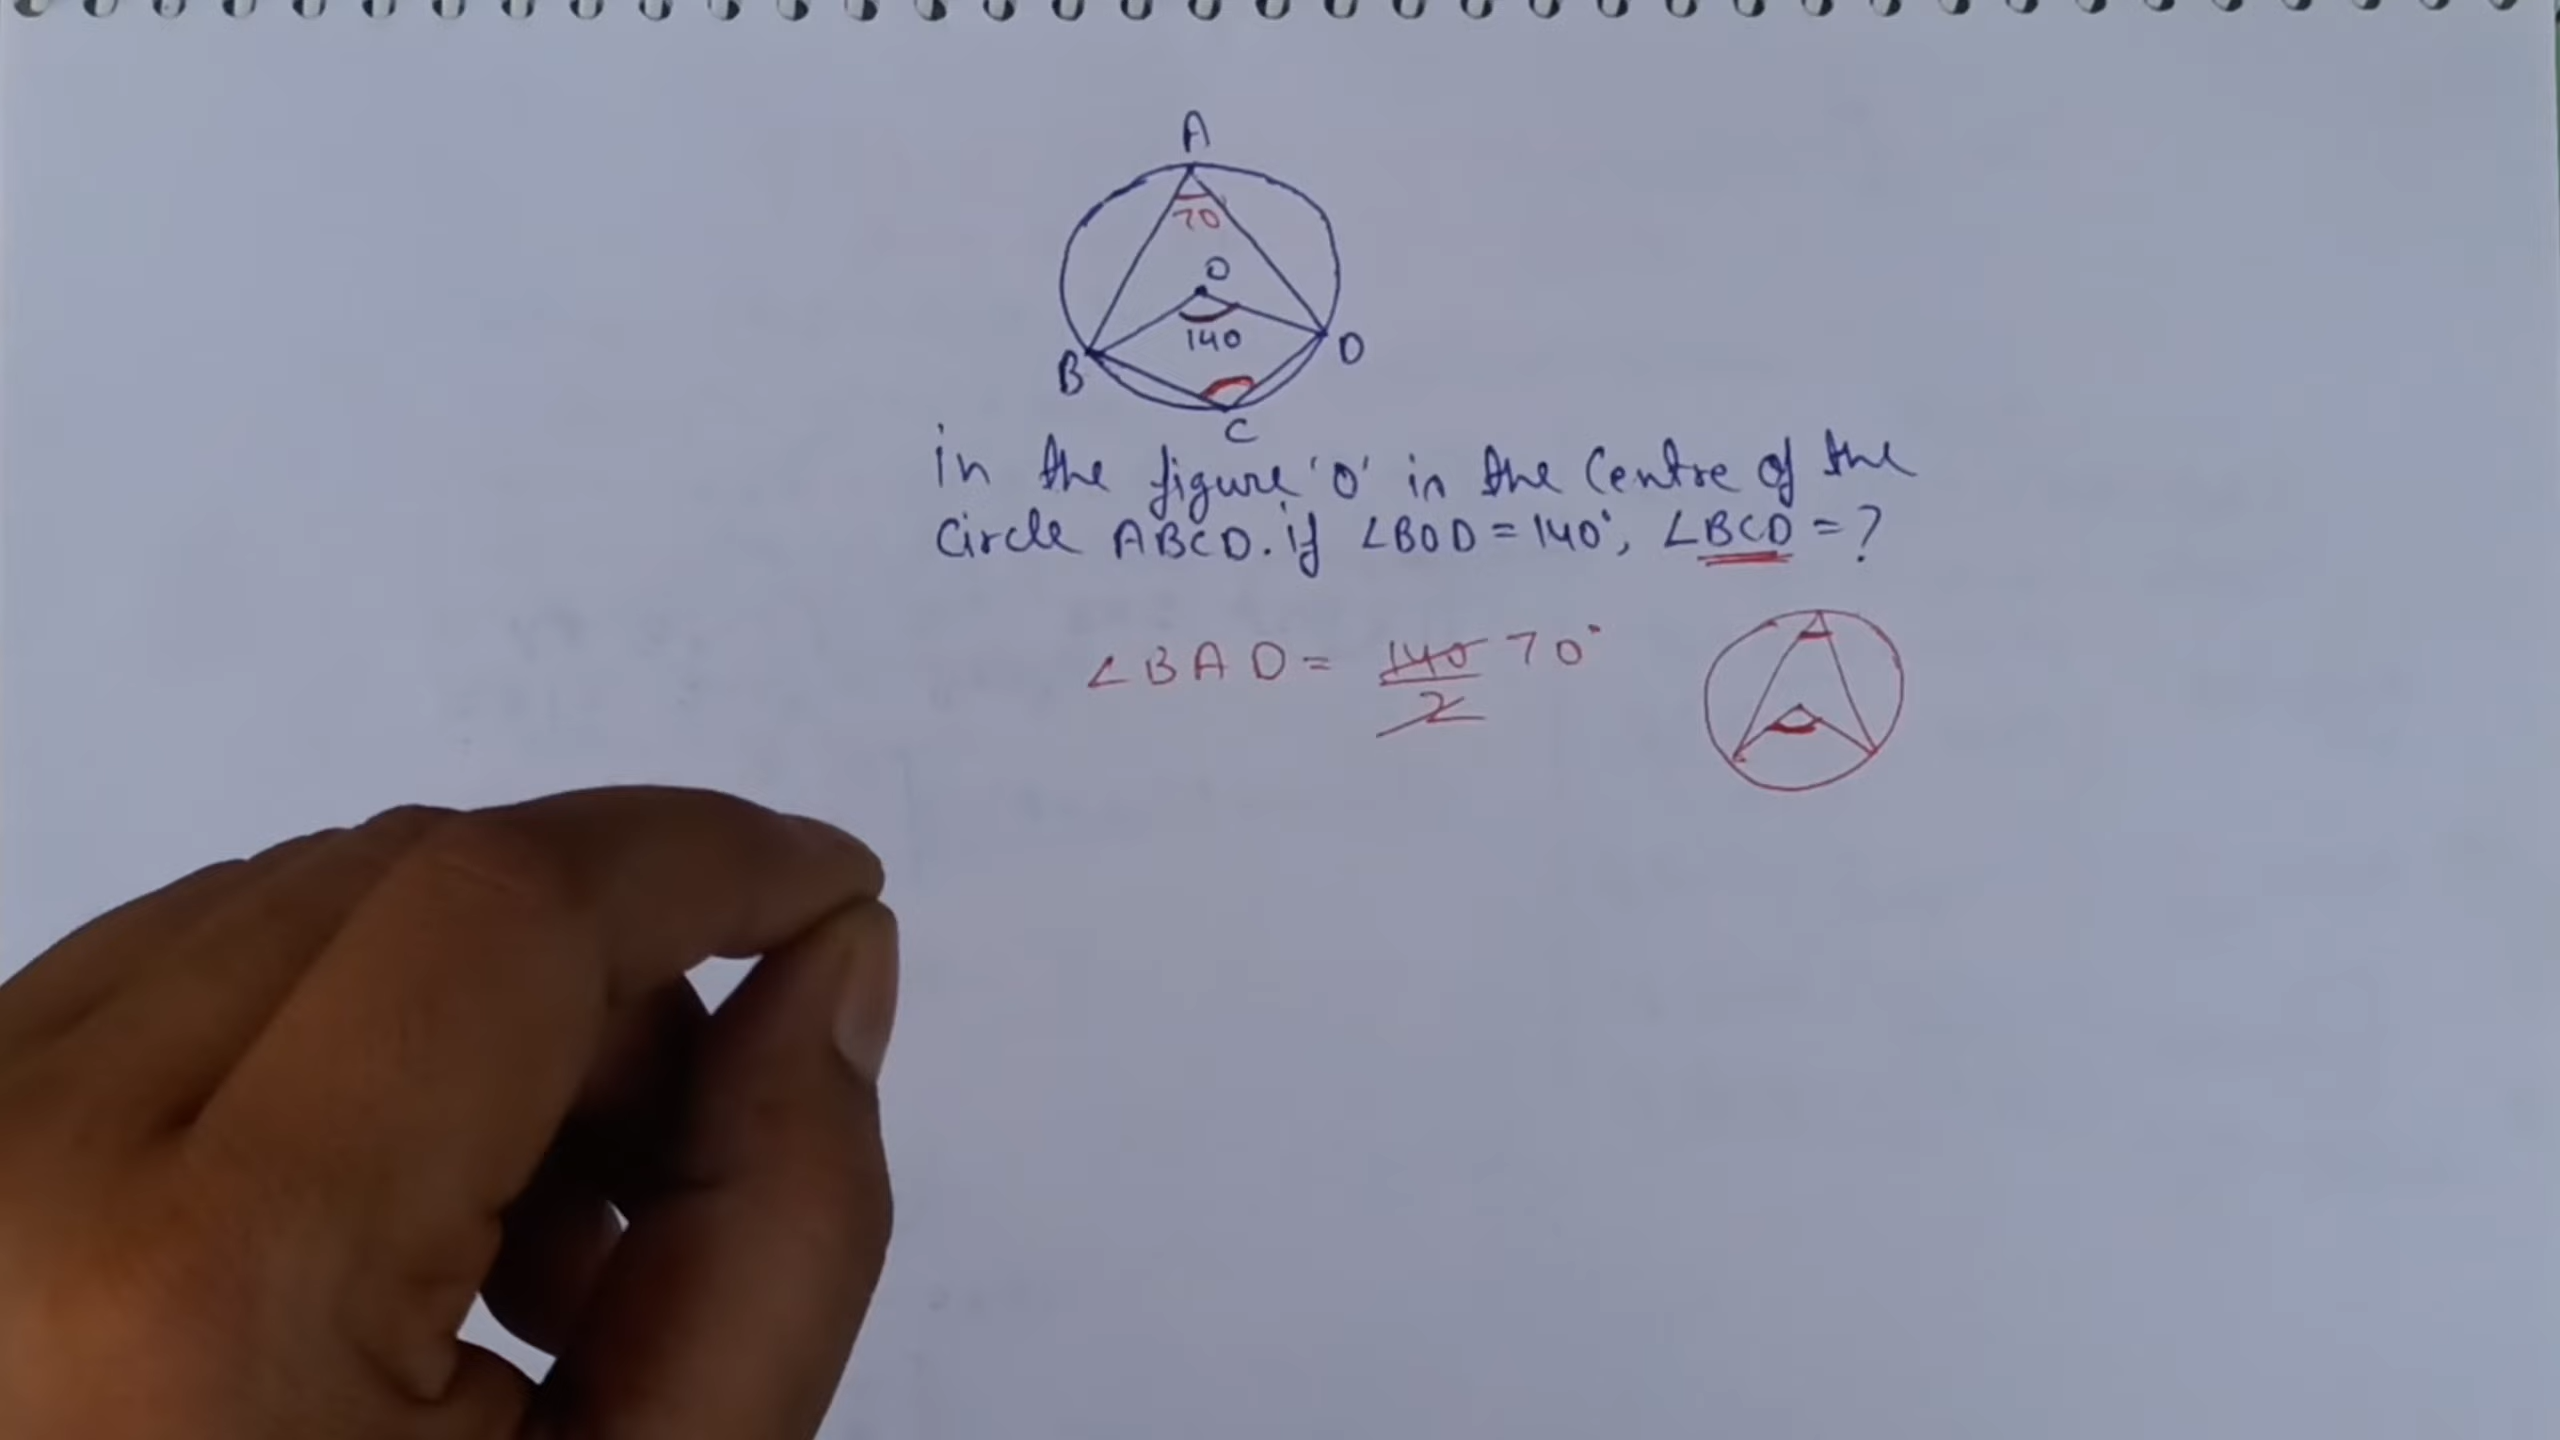 A
70
O
140
B
D
C
in the figure 'O' in the Centre of the
Circle ABCD. if ∠BOD = 140°, ∠BCD = ?
∠BAD = 140/2 70°